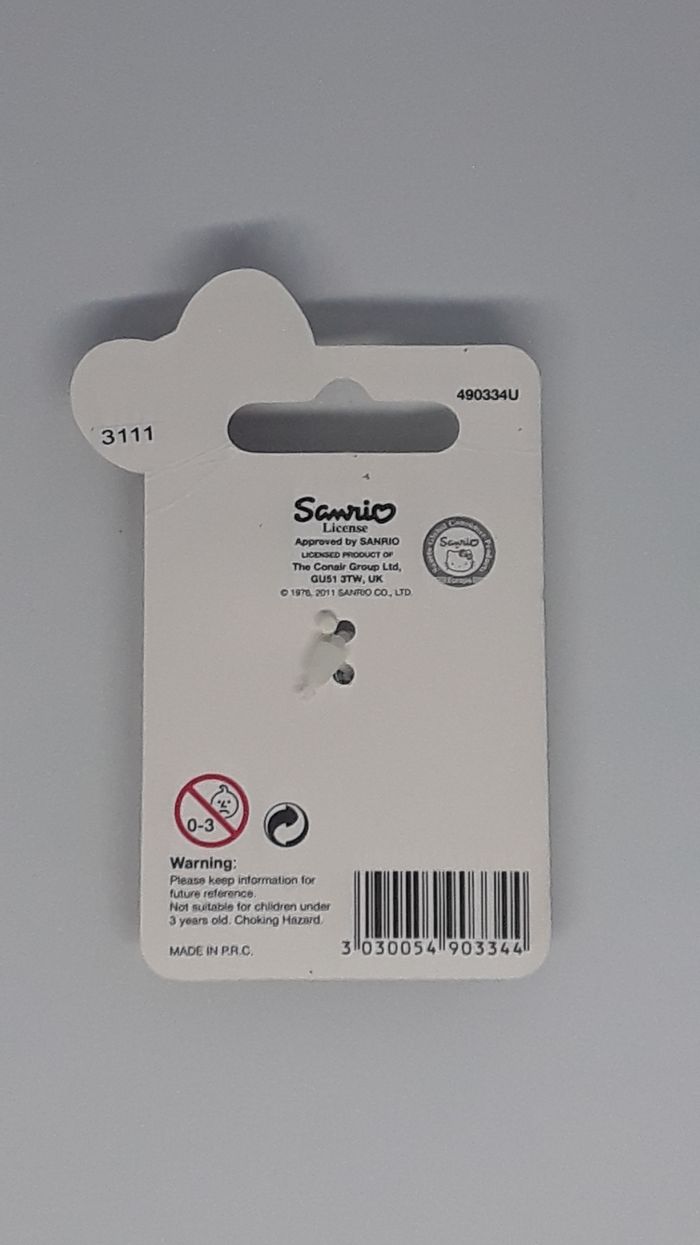 490334U
3111
Sanrio
License
Approved by SANRIO
LICENSED PRODUCT OF
The Conair Group Ltd,
GU51 3TW, UK
© 1976, 2011 SANRIO CO., LTD.
Sanrio
Europe
0-3
Warning:
Please keep information for
future reference.
Not suitable for children under
3 years old. Choking Hazard.
MADE IN P.R.C.
3 030054 903344